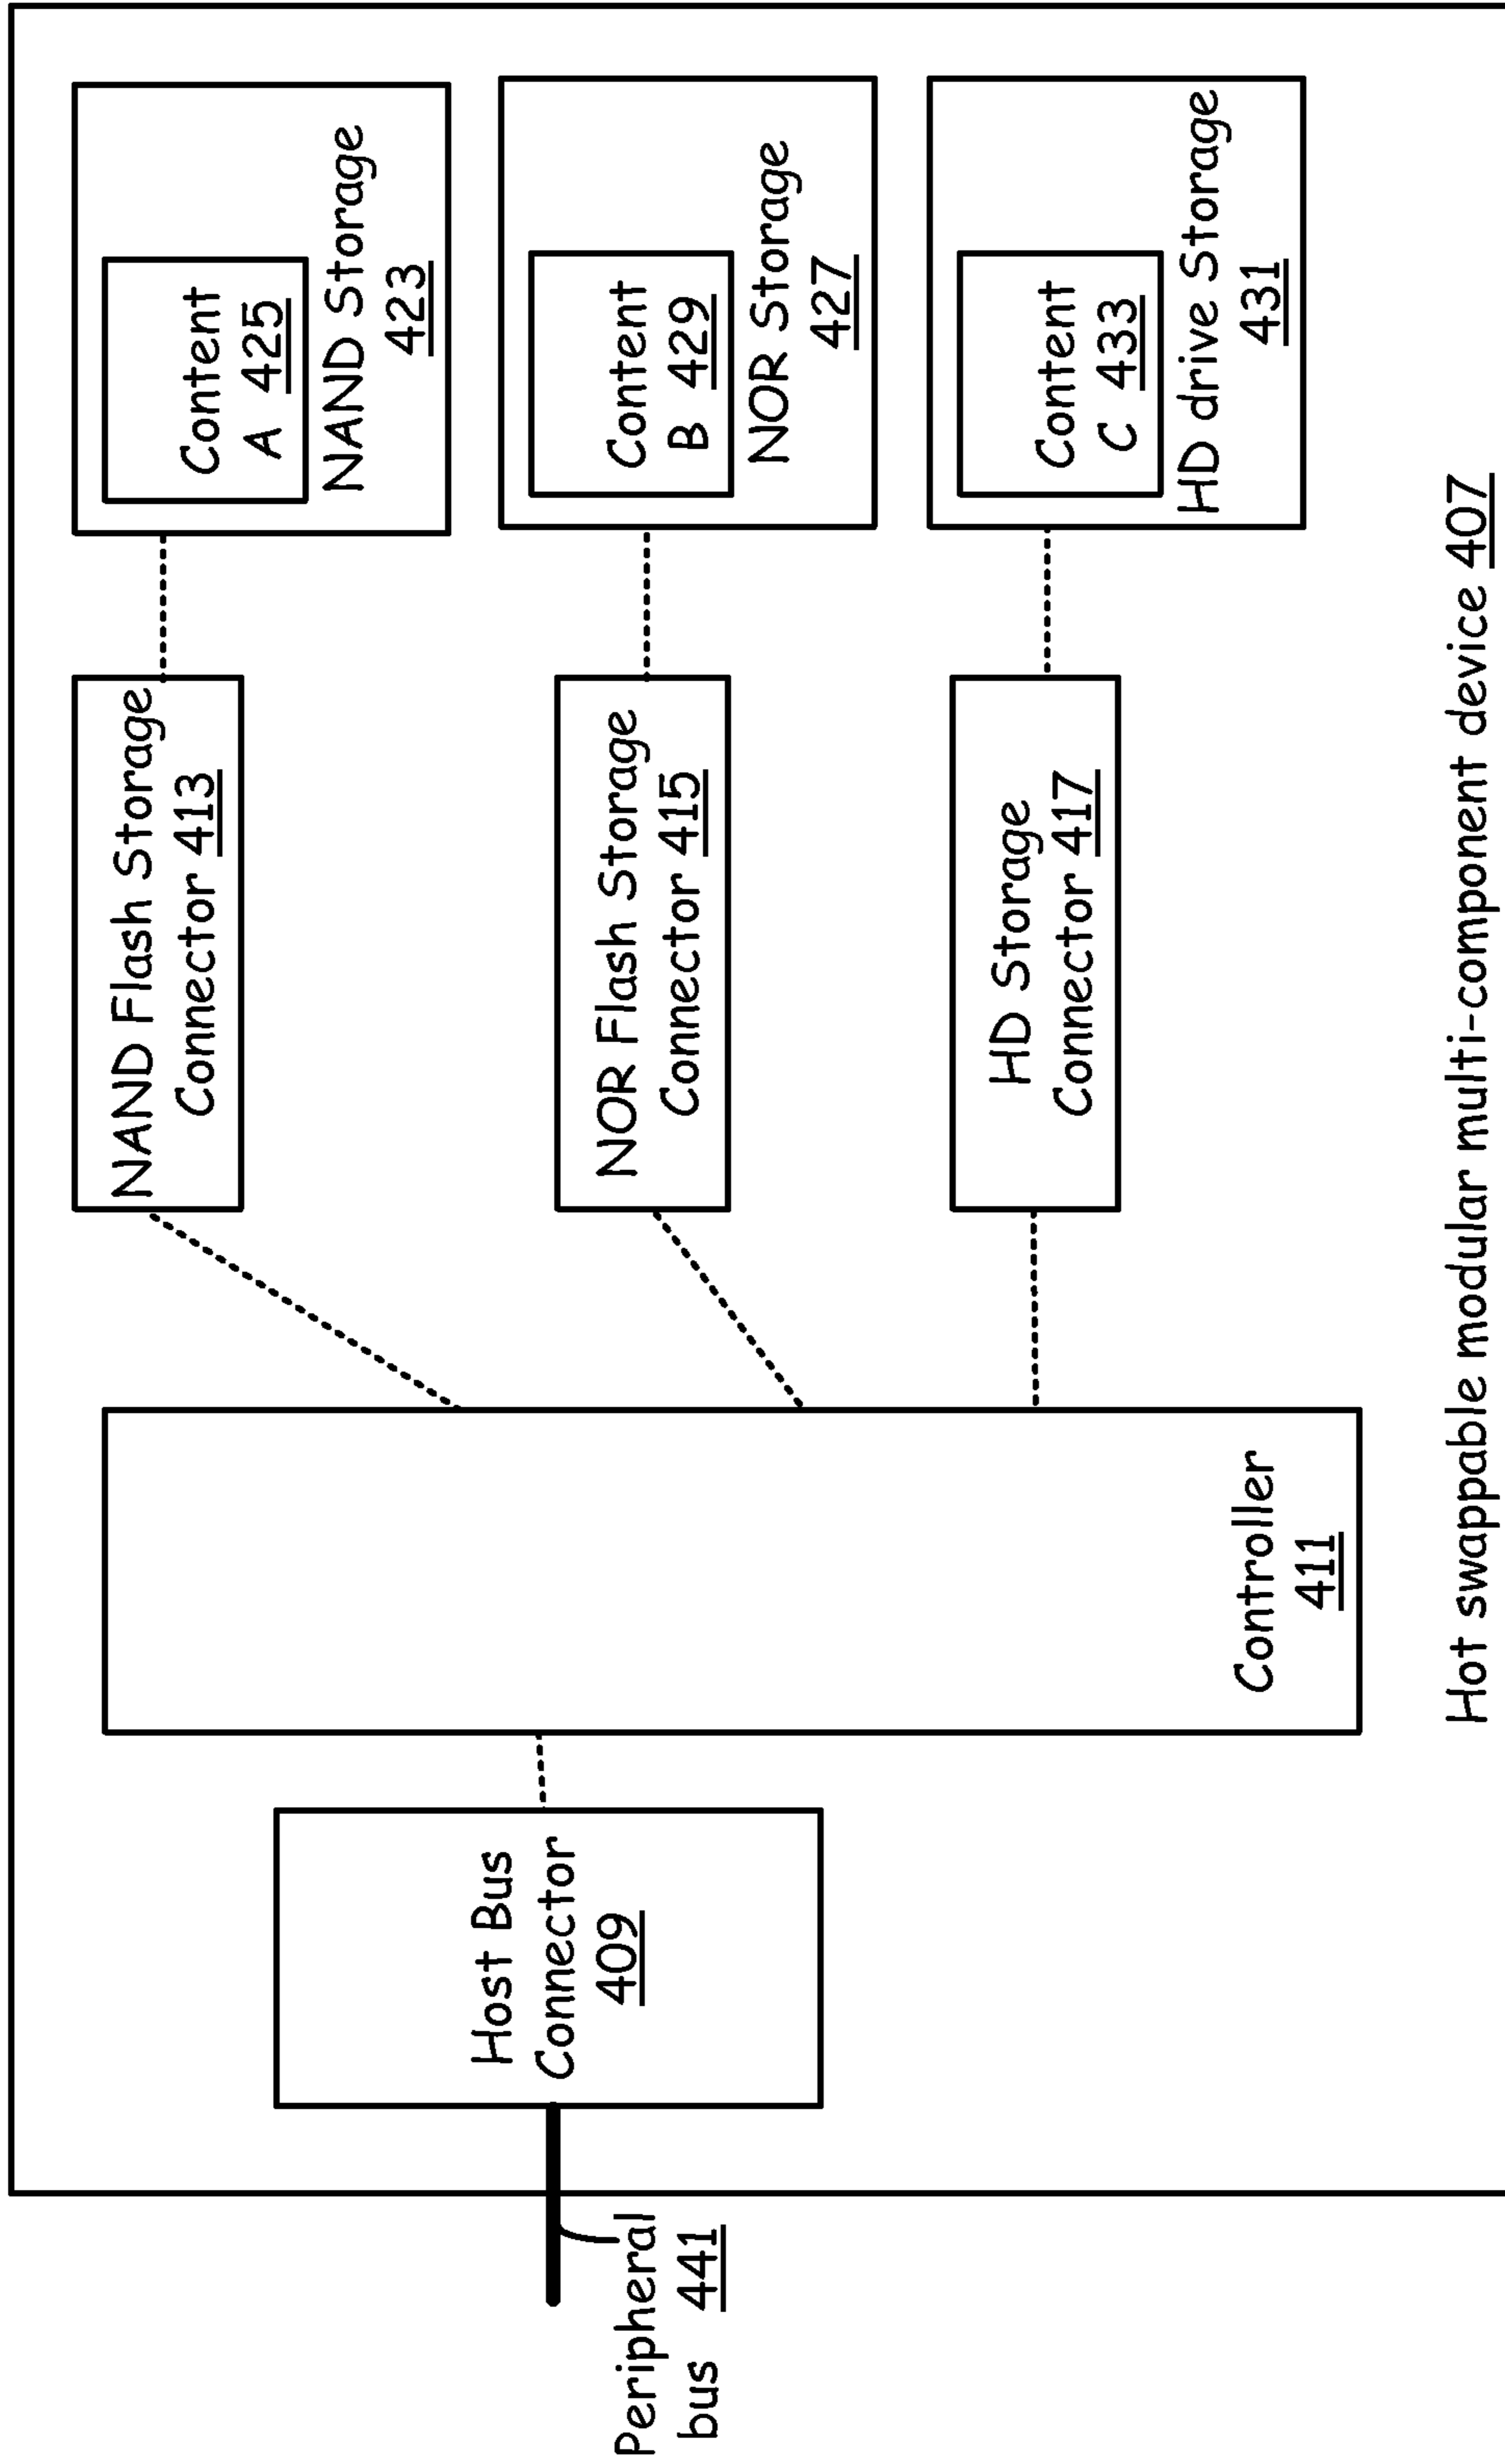 Peripheral
bus 441
Host Bus
Connector
409
Controller
411
NAND Flash Storage
Connector 413
NOR Flash Storage
Connector 415
HD Storage
Connector 417
Content
A 425
NAND Storage
423
Content
B 429
NOR Storage
427
Content
C 433
HD drive Storage
431
Hot swappable modular multi-component device 407